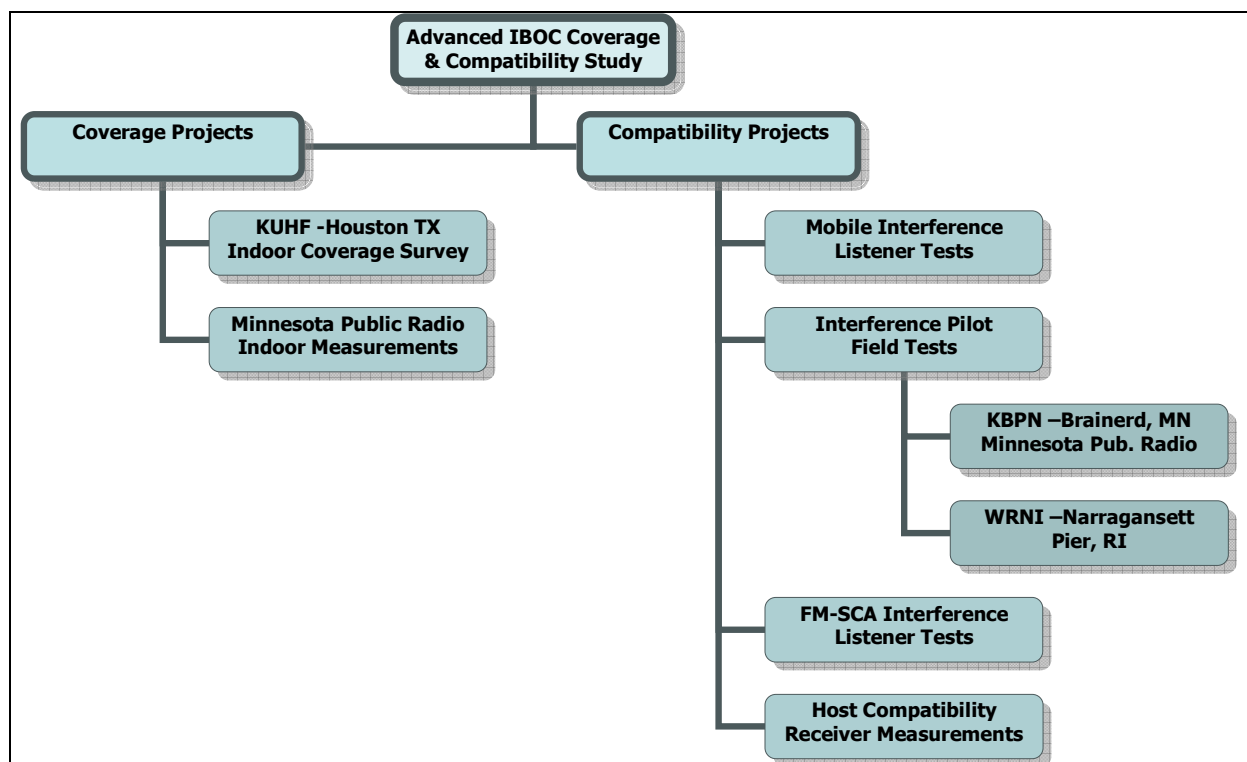 Advanced IBOC Coverage
& Compatibility Study
Coverage Projects
Compatibility Projects
KUHF -Houston TX
Indoor Coverage Survey
Minnesota Public Radio
Indoor Measurements
Mobile Interference
Listener Tests
Interference Pilot
Field Tests
KBPN –Brainerd, MN
Minnesota Pub. Radio
WRNI –Narragansett
Pier, RI
FM-SCA Interference
Listener Tests
Host Compatibility
Receiver Measurements